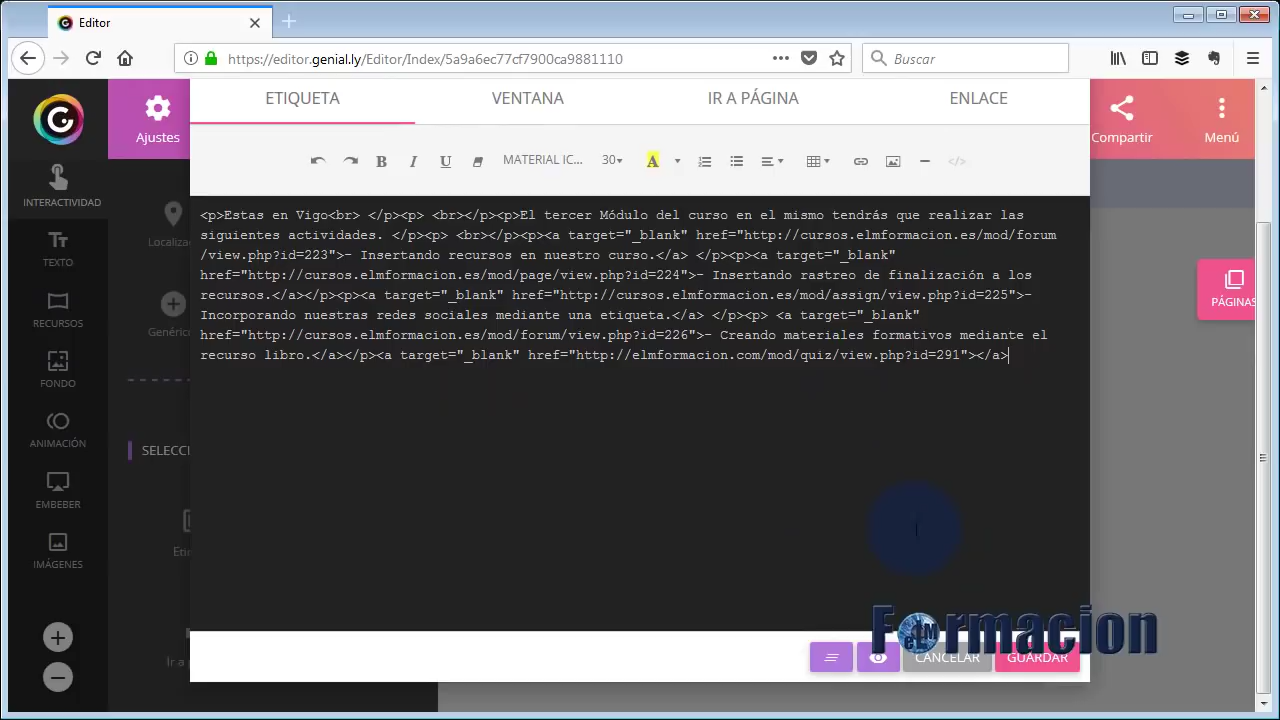 Editor
https://editor.genial.ly/Editor/Index/5a9a6ec77cf7905fa9881110
Buscar
ETIQUETA VENTANA IR A PÁGINA ENLACE
Ajustes
Compartir Menú
MATERIAL IC... 30
INTERACTIVIDAD
TEXTO
RECURSOS
FONDO
ANIMACIÓN
EMBEBER
IMÁGENES
Localiza
Genéric
SELECCI
Etic
Ir a p
<p>Estas en Vigo<br> </p><p> <br></p><p>El tercer Módulo del curso en el mismo tendrás que realizar las
siguientes actividades. </p><p> <br></p><p><a target="_blank" href="http://cursos.elmformacion.es/mod/forum
/view.php?id=223">- Insertando recursos en nuestro curso.</a> </p><p><a target="_blank"
href="http://cursos.elmformacion.es/mod/page/view.php?id=224">- Insertando rastreo de finalización a los
recursos.</a></p><p><a target="_blank" href="http://cursos.elmformacion.es/mod/assign/view.php?id=225">-
Incorporando nuestras redes sociales mediante una etiqueta.</a> </p><p> <a target="_blank"
href="http://cursos.elmformacion.es/mod/forum/view.php?id=226">- Creando materiales formativos mediante el
recurso libro.</a></p><a target="_blank" href="http://elmformacion.com/mod/quiz/view.php?id=291"></a>
PÁGINAS
Formacion
CANCELAR GUARDAR